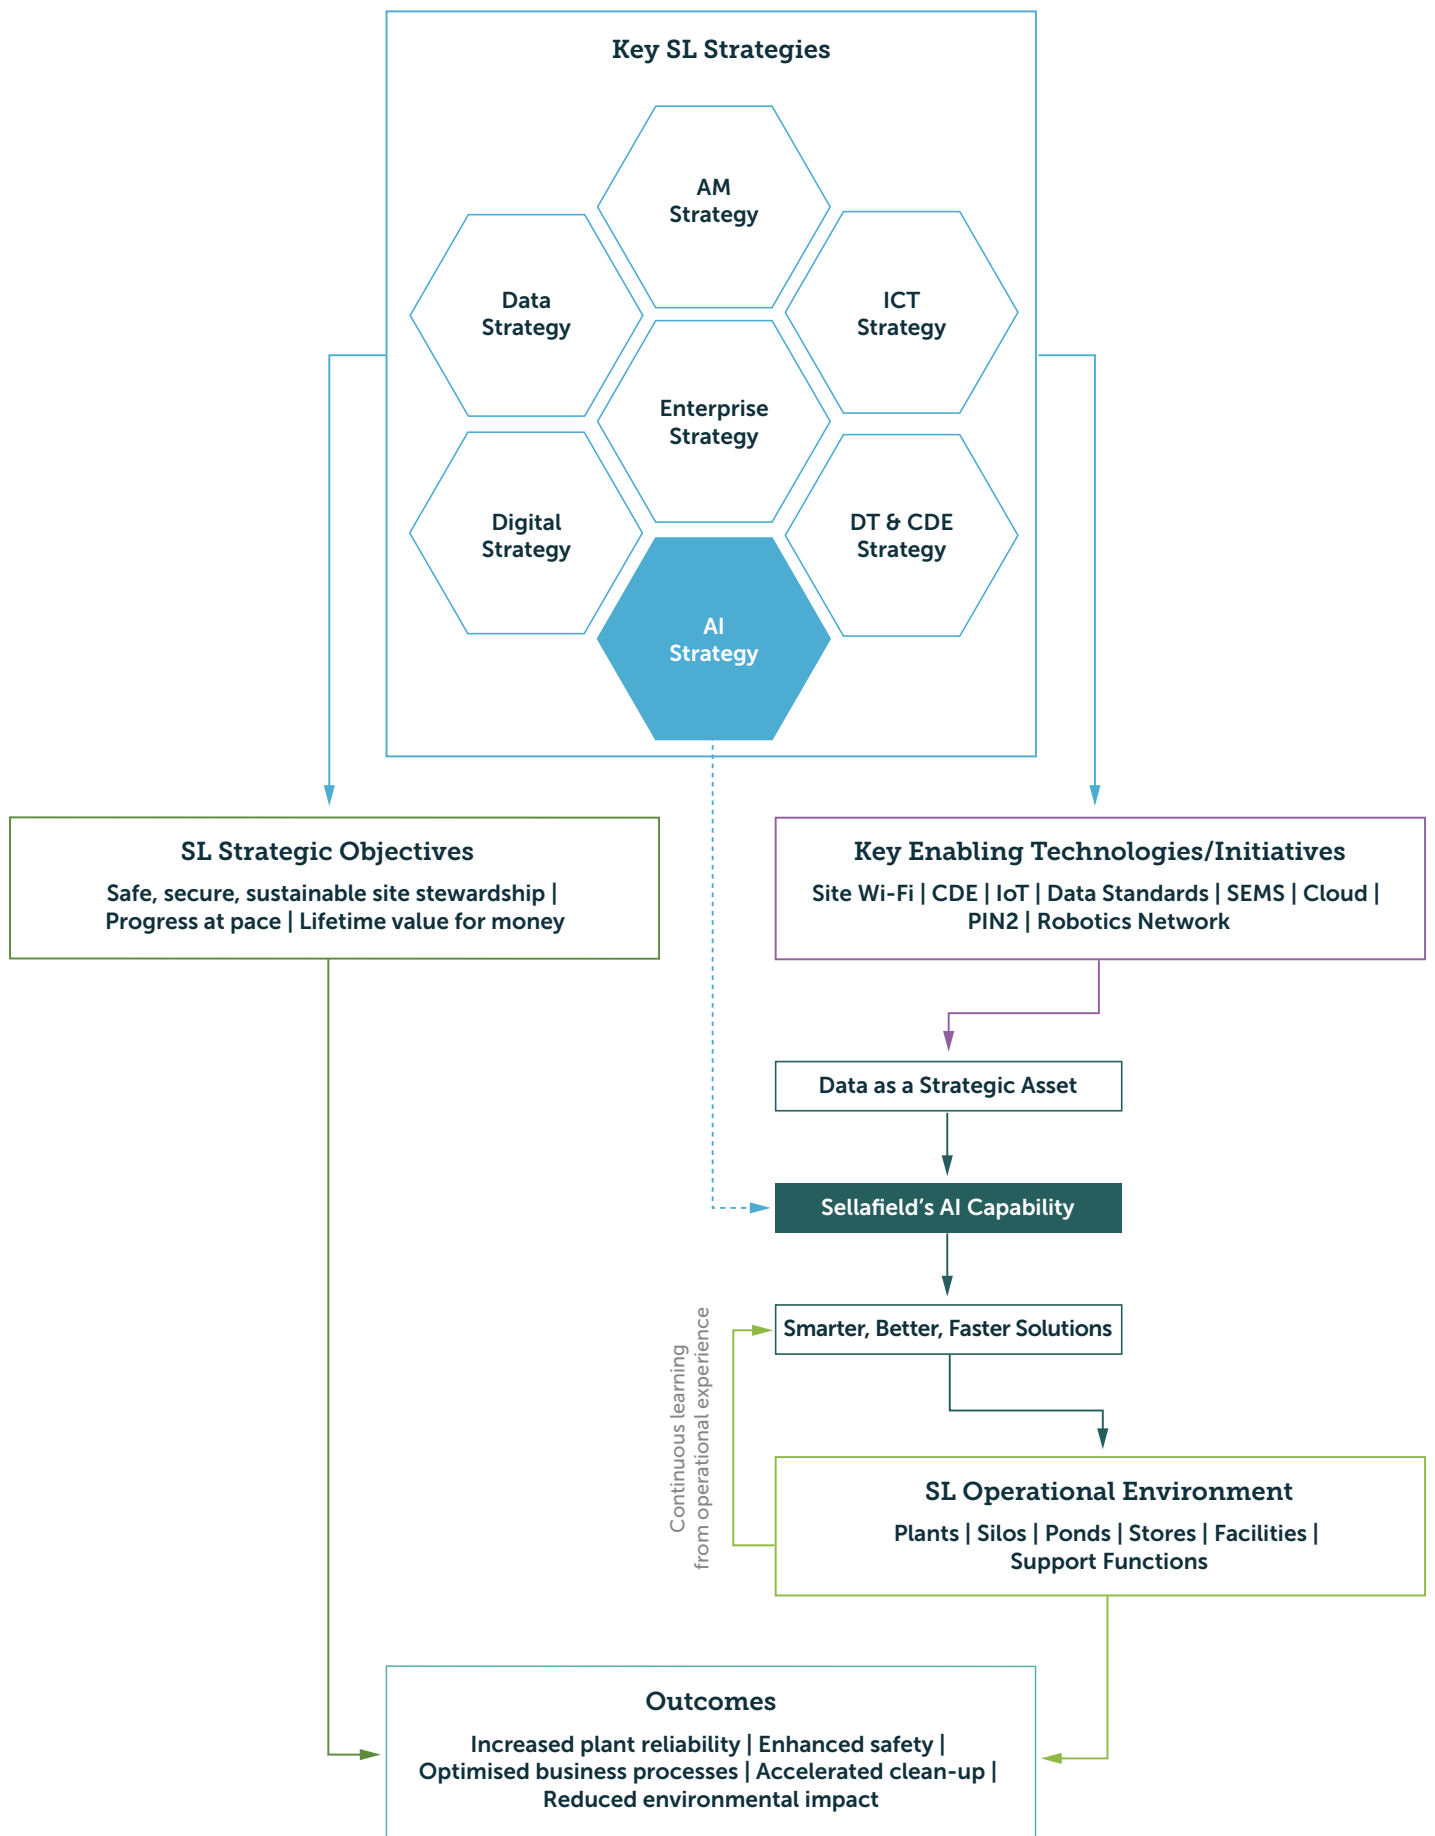 Key SL Strategies
AM
Strategy
Data
Strategy
ICT
Strategy
Enterprise
Strategy
Digital
Strategy
DT & CDE
Strategy
AI
Strategy
SL Strategic Objectives
Safe, secure, sustainable site stewardship |
Progress at pace | Lifetime value for money
Key Enabling Technologies/Initiatives
Site Wi-Fi | CDE | IoT | Data Standards | SEMS | Cloud |
PIN2 | Robotics Network
Data as a Strategic Asset
Sellafield’s AI Capability
Smarter, Better, Faster Solutions
Continuous learning
from operational experience
SL Operational Environment
Plants | Silos | Ponds | Stores | Facilities |
Support Functions
Outcomes
Increased plant reliability | Enhanced safety |
Optimised business processes | Accelerated clean-up |
Reduced environmental impact